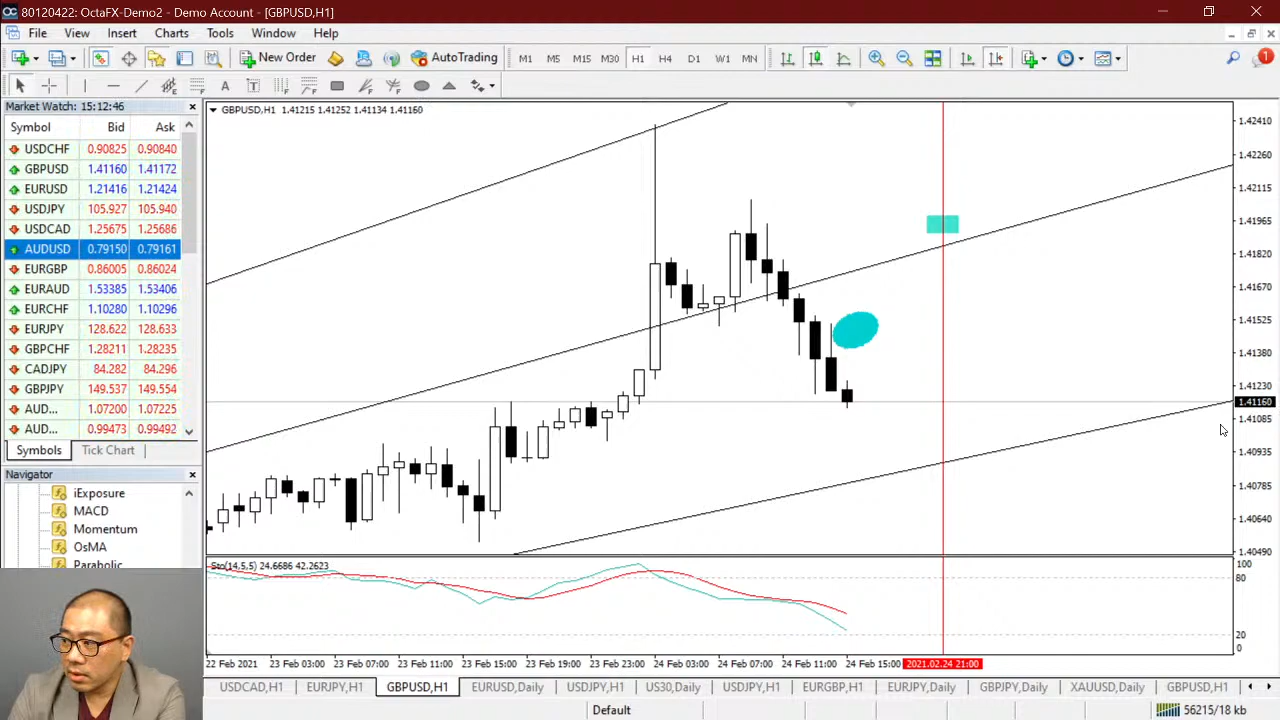 80120422: OctaFX-Demo2 - Demo Account - [GBPUSD,H1]
File View Insert Charts Tools Window Help
New Order AutoTrading M1 M5 M15 M30 H1 H4 D1 W1 MN 1
A T
Market Watch: 15:12:46
Symbol Bid Ask
USDCHF 0.90825 0.90840
GBPUSD 1.41160 1.41172
EURUSD 1.21416 1.21424
USDJPY 105.927 105.940
USDCAD 1.25675 1.25686
AUDUSD 0.79150 0.79161
EURGBP 0.86005 0.86024
EURAUD 1.53385 1.53406
EURCHF 1.10280 1.10296
EURJPY 128.622 128.633
GBPCHF 1.28211 1.28235
CADJPY 84.282 84.296
GBPJPY 149.537 149.554
AUD... 1.07200 1.07225
AUD... 0.99473 0.99492
Symbols Tick Chart
Navigator
iExposure
MACD
Momentum
OsMA
Parabolic
GBPUSD,H1 1.41215 1.41252 1.41134 1.41160
1.42410
1.42260
1.42115
1.41965
1.41820
1.41670
1.41525
1.41380
1.41230
1.41160
1.41085
1.40935
1.40785
1.40640
1.40490
Sto(14,5,5) 24.6686 42.2623
100
80
20
0
22 Feb 2021 23 Feb 03:00 23 Feb 07:00 23 Feb 11:00 23 Feb 15:00 23 Feb 19:00 23 Feb 23:00 24 Feb 03:00 24 Feb 07:00 24 Feb 11:00 24 Feb 15:00 2021.02.24 21:00
USDCAD,H1 EURJPY,H1 GBPUSD,H1 EURUSD,Daily USDJPY,H1 US30,Daily USDJPY,H1 EURGBP,H1 EURJPY,Daily GBPJPY,Daily XAUUSD,Daily GBPUSD,H1
Default 56215/18 kb